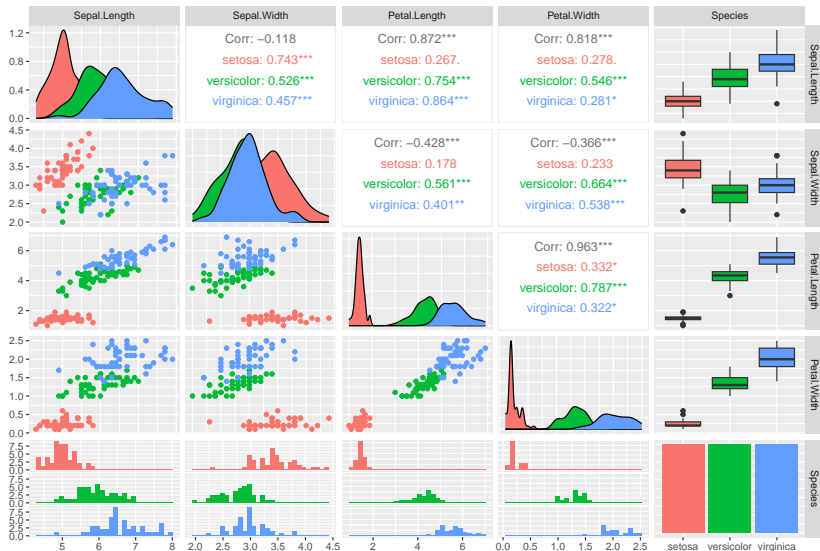 Sepal.Length Sepal.Width Petal.Length Petal.Width Species
1.2
0.8
0.4
0.0
Corr: −0.118
setosa: 0.743***
versicolor: 0.526***
virginica: 0.457***
Corr: 0.872***
setosa: 0.267.
versicolor: 0.754***
virginica: 0.864***
Corr: 0.818***
setosa: 0.278.
versicolor: 0.546***
virginica: 0.281*
Sepal.Length
4.5
4.0
3.5
3.0
2.5
2.0
Corr: −0.428***
setosa: 0.178
versicolor: 0.561***
virginica: 0.401**
Corr: −0.366***
setosa: 0.233
versicolor: 0.664***
virginica: 0.538***
Sepal.Width
6
4
2
Corr: 0.963***
setosa: 0.332*
versicolor: 0.787***
virginica: 0.322*
Petal.Length
2.5
2.0
1.5
1.0
0.5
0.0
Petal.Width
7.5
5.0
2.5
0.0
7.5
5.0
2.5
0.0
7.5
5.0
2.5
0.0
Species
5 6 7 8
2.0 2.5 3.0 3.5 4.0 4.5
2 4 6
0.0 0.5 1.0 1.5 2.0 2.5
setosa versicolor virginica